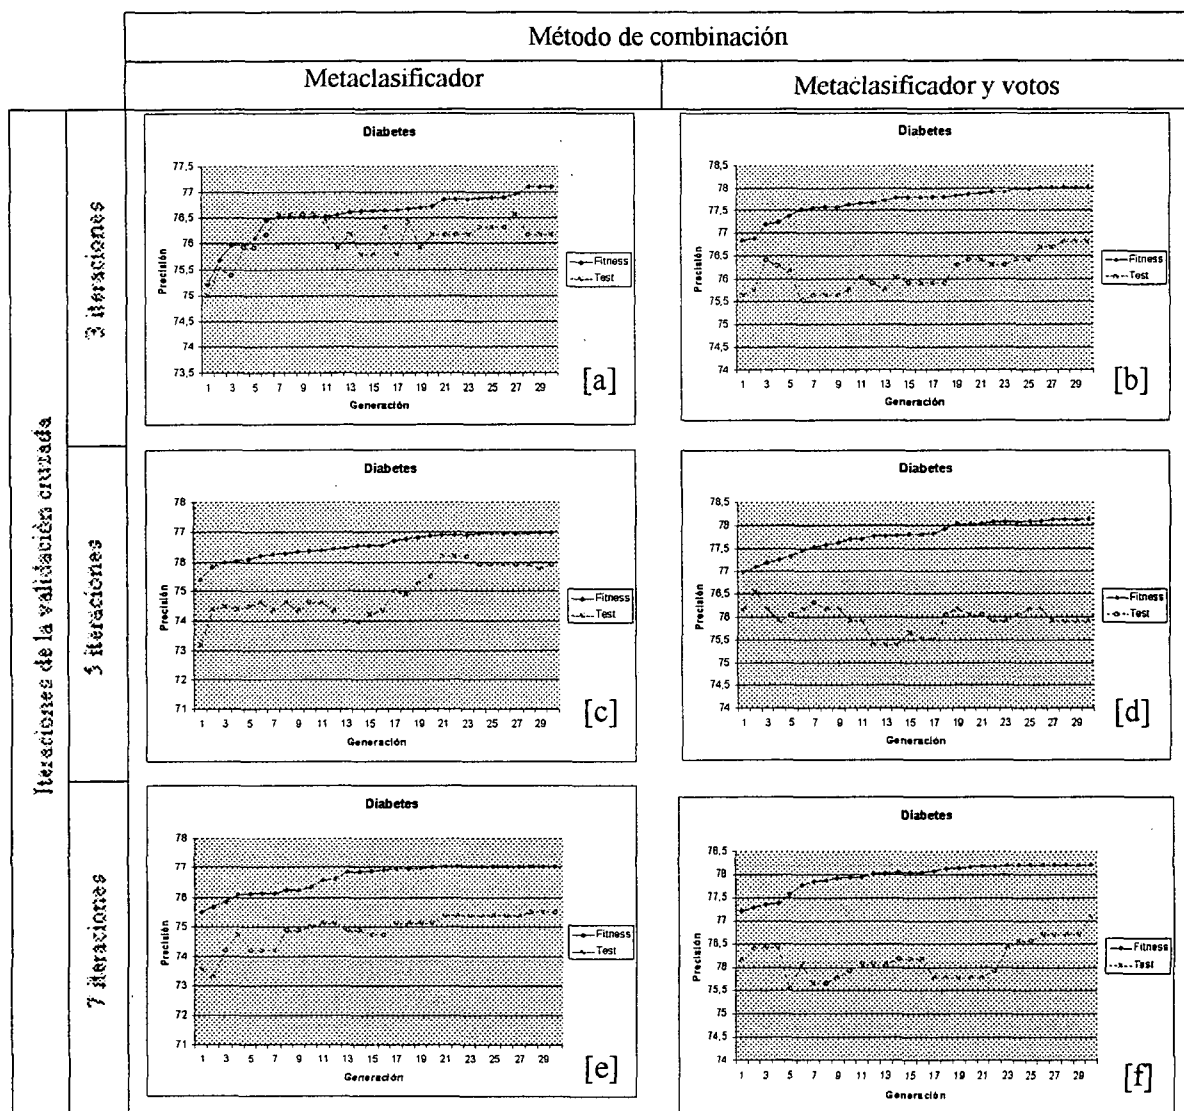 Método de combinación
Metaclasificador
Metaclasificador y votos
Iteraciones de la validación cruzada
3 iteraciones
Diabetes
77,5
77
76,5
76
75,5
75
74,5
74
73,5
Precisión
1 3 5 7 9 11 13 15 17 19 21 23 25 27 29
Generación
Fitness
Test
[a]
Diabetes
78,5
78
77,5
77
76,5
76
75,5
75
74,5
74
Precisión
1 3 5 7 9 11 13 15 17 19 21 23 25 27 29
Generación
Fitness
Test
[b]
5 iteraciones
Diabetes
78
77
76
75
74
73
72
71
Precisión
1 3 5 7 9 11 13 15 17 19 21 23 25 27 29
Generación
Fitness
Test
[c]
Diabetes
78,5
78
77,5
77
76,5
76
75,5
75
74,5
74
Precisión
1 3 5 7 9 11 13 15 17 19 21 23 25 27 29
Generación
Fitness
Test
[d]
7 iteraciones
Diabetes
78
77
76
75
74
73
72
71
Precisión
1 3 5 7 9 11 13 15 17 19 21 23 25 27 29
Generación
Fitness
Test
[e]
Diabetes
78,5
78
77,5
77
76,5
76
75,5
75
74,5
74
Precisión
1 3 5 7 9 11 13 15 17 19 21 23 25 27 29
Generación
Fitness
Test
[f]